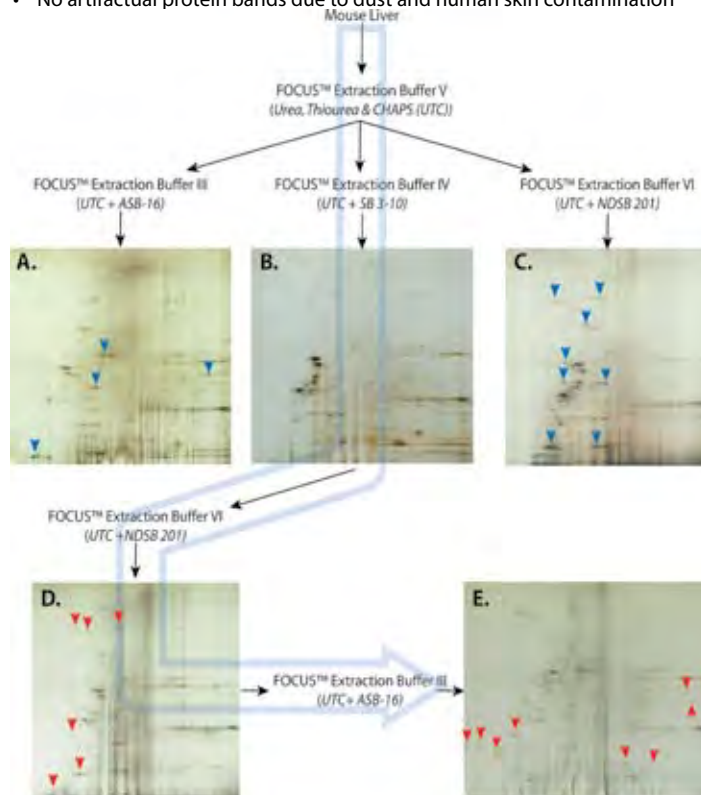 • No artifractual protein bands due to dust and human skin contamination
Mouse Liver
FOCUS™ Extraction Buffer V
(Urea, Thiourea & CHAPS (UTC))
FOCUS™ Extraction Buffer III
(UTC + ASB-16)
FOCUS™ Extraction Buffer IV
(UTC + SB 3-10)
FOCUS™ Extraction Buffer VI
(UTC + NDSB 201)
A.
B.
C.
FOCUS™ Extraction Buffer VI
(UTC +NDSB 201)
D.
E.
FOCUS™ Extraction Buffer III
(UTC+ ASB-16)